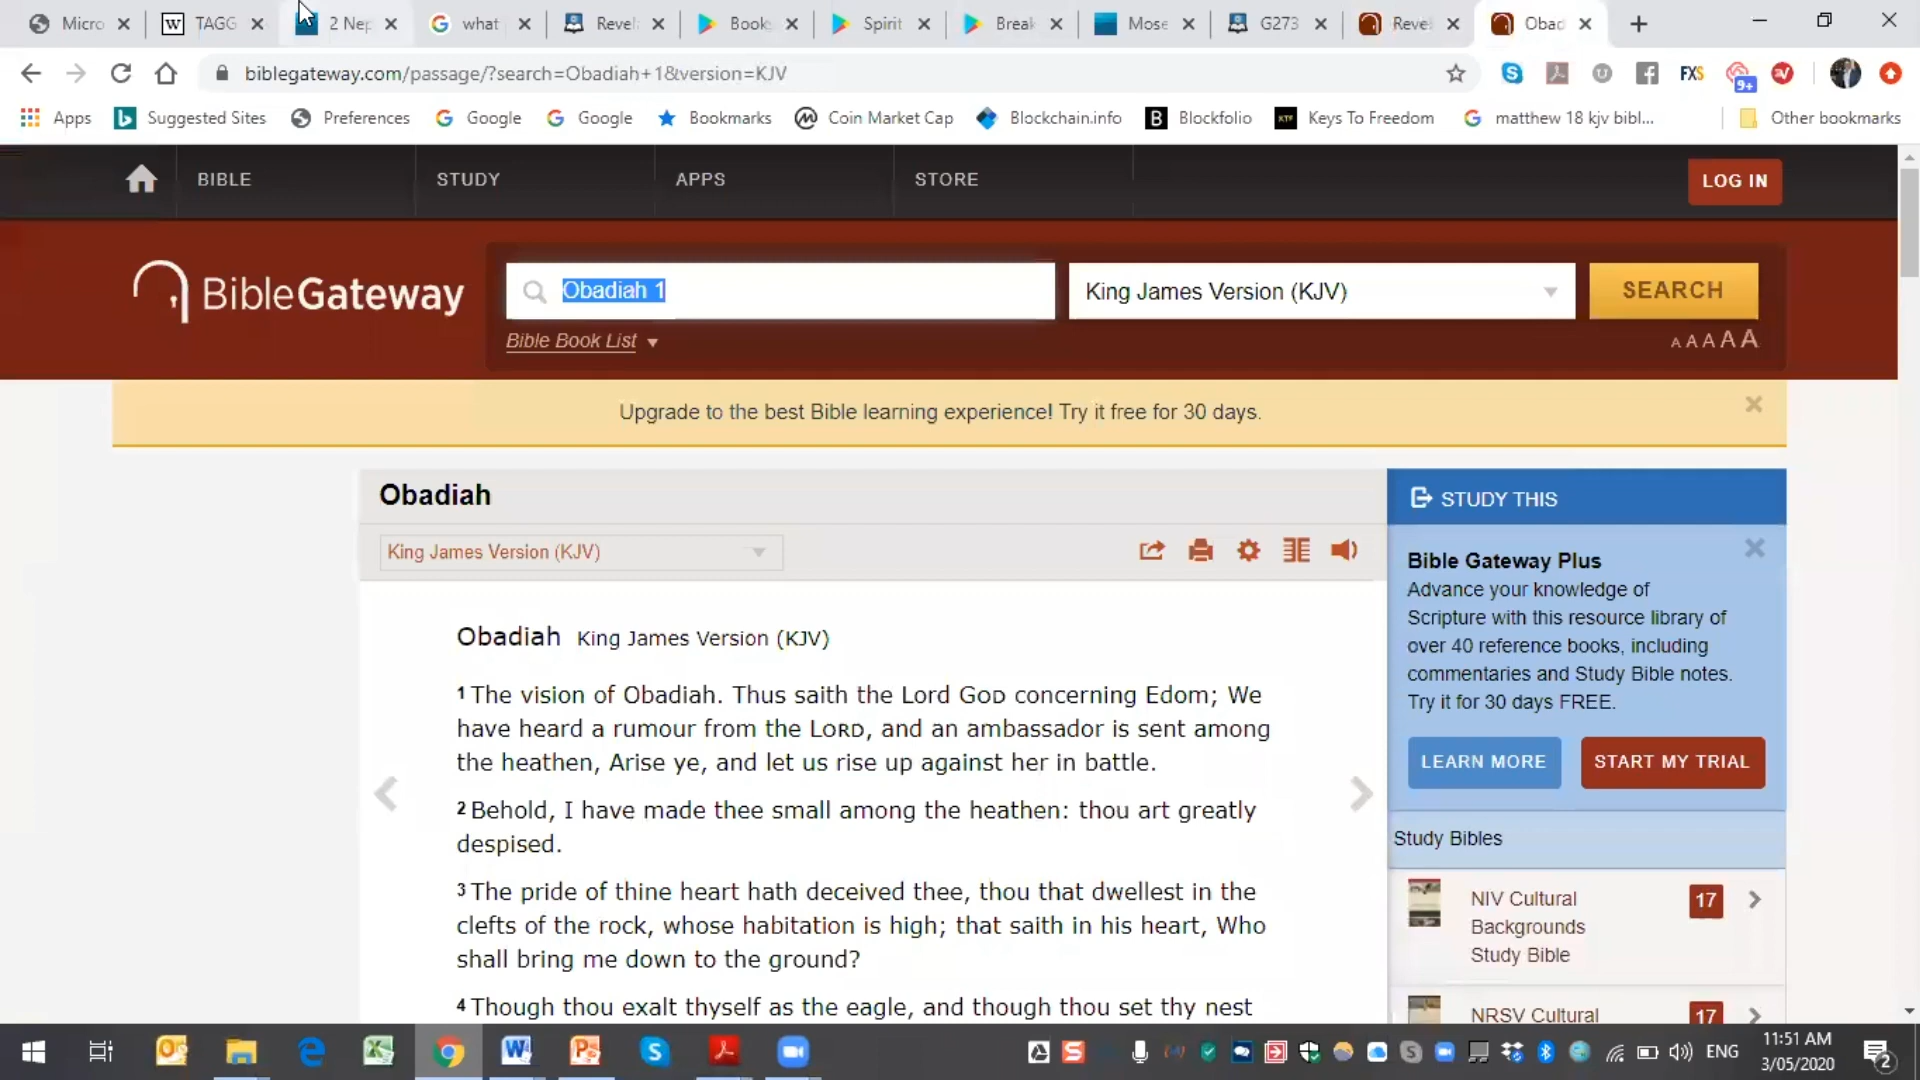 Micro
TAGG
2 Nep
what
Revel
Book
Spirit
Break
Mose
G273
Reve
Obad
biblegateway.com/passage/?search=Obadiah+1&version=KJV
FXS
9+
Apps
Suggested Sites
Preferences
Google
Google
Bookmarks
Coin Market Cap
Blockchain.info
Blockfolio
Keys To Freedom
matthew 18 kjv bibl...
Other bookmarks
BIBLE
STUDY
APPS
STORE
LOG IN
BibleGateway
Obadiah 1
King James Version (KJV)
SEARCH
Bible Book List
A A A A A
Upgrade to the best Bible learning experience! Try it free for 30 days.
Obadiah
King James Version (KJV)
Obadiah King James Version (KJV)
1 The vision of Obadiah. Thus saith the Lord GOD concerning Edom; We
have heard a rumour from the LORD, and an ambassador is sent among
the heathen, Arise ye, and let us rise up against her in battle.
2 Behold, I have made thee small among the heathen: thou art greatly
despised.
3 The pride of thine heart hath deceived thee, thou that dwellest in the
clefts of the rock, whose habitation is high; that saith in his heart, Who
shall bring me down to the ground?
4 Though thou exalt thyself as the eagle, and though thou set thy nest
STUDY THIS
Bible Gateway Plus
Advance your knowledge of
Scripture with this resource library of
over 40 reference books, including
commentaries and Study Bible notes.
Try it for 30 days FREE.
LEARN MORE
START MY TRIAL
Study Bibles
NIV Cultural
Backgrounds
Study Bible
17
NRSV Cultural
17
ENG
11:51 AM
3/05/2020
2